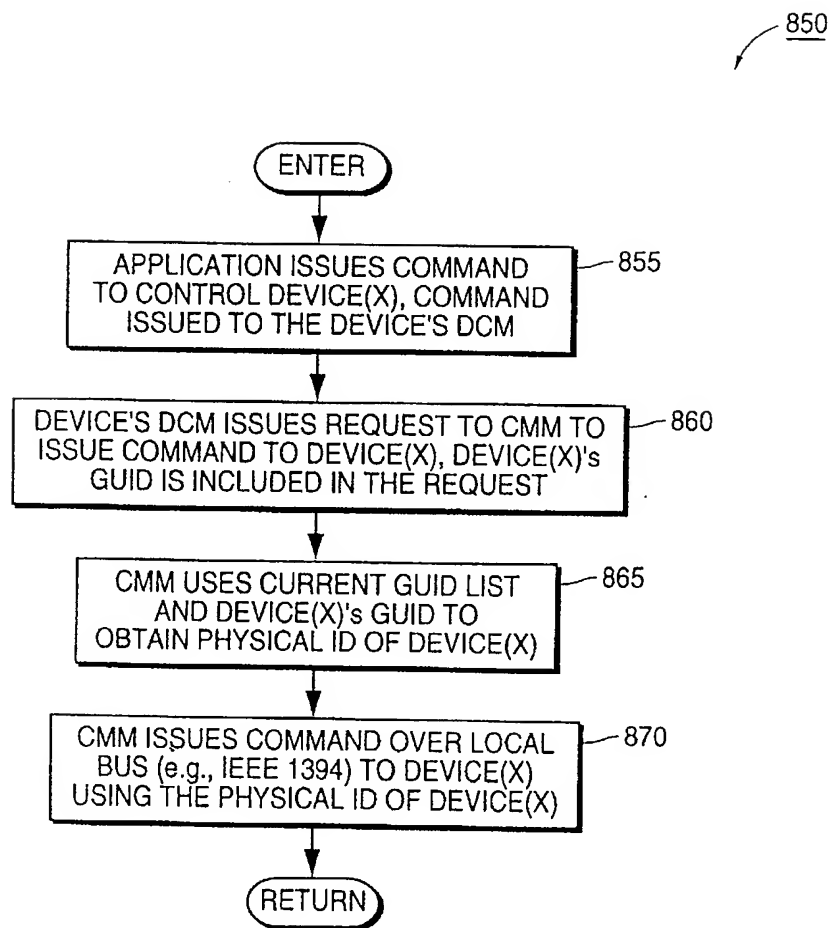 850
ENTER
APPLICATION ISSUES COMMAND
TO CONTROL DEVICE(X), COMMAND
ISSUED TO THE DEVICE'S DCM
855
DEVICE'S DCM ISSUES REQUEST TO CMM TO
ISSUE COMMAND TO DEVICE(X), DEVICE(X)'s
GUID IS INCLUDED IN THE REQUEST
860
CMM USES CURRENT GUID LIST
AND DEVICE(X)'s GUID TO
OBTAIN PHYSICAL ID OF DEVICE(X)
865
CMM ISSUES COMMAND OVER LOCAL
BUS (e.g., IEEE 1394) TO DEVICE(X)
USING THE PHYSICAL ID OF DEVICE(X)
870
RETURN